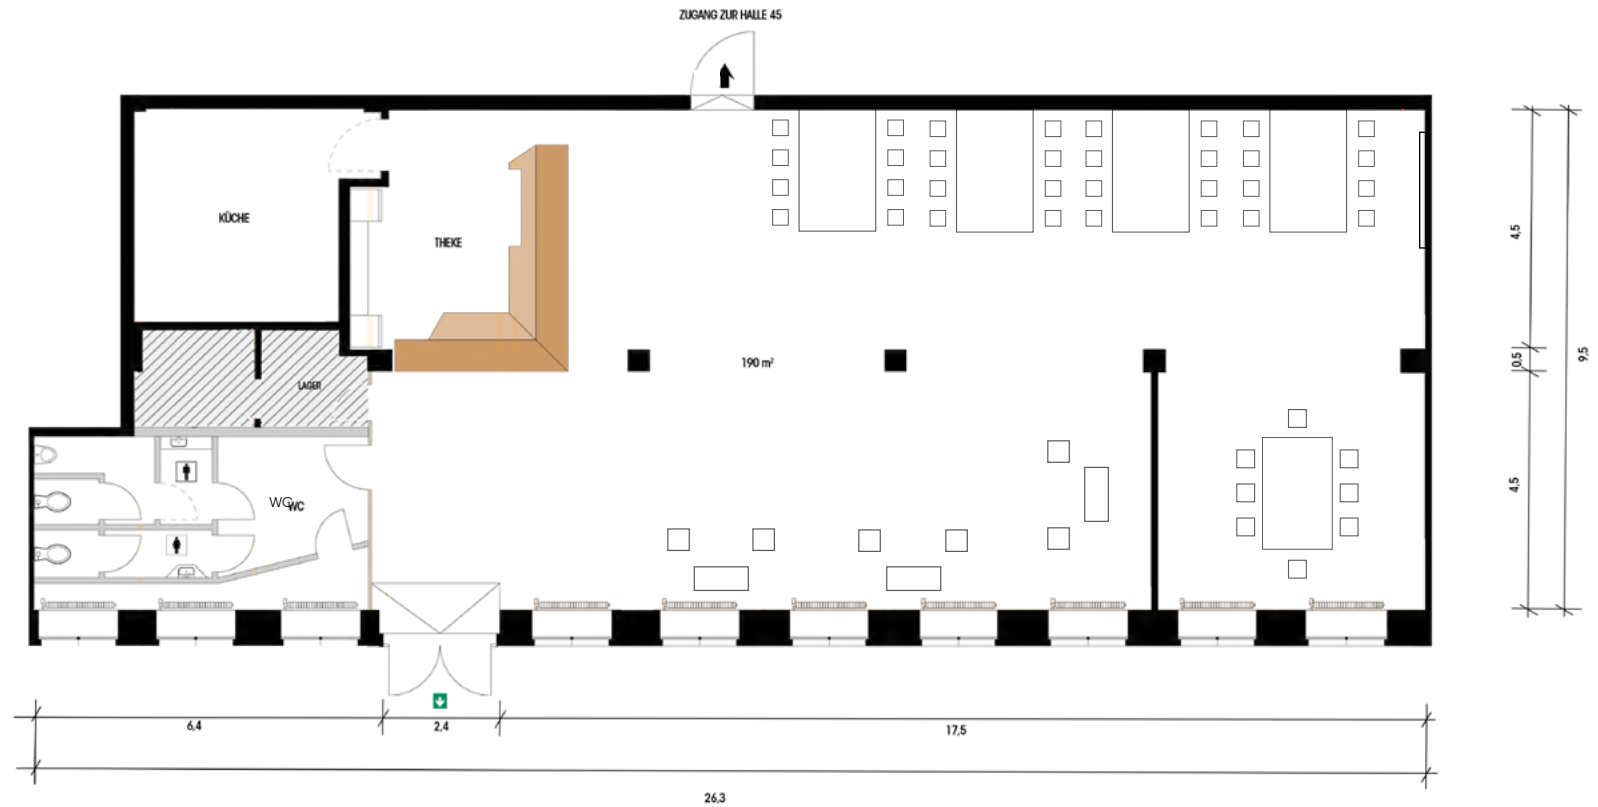 ZUGANG ZUR HALLE 45
KÜCHE
THEKE
4,5
190 m²
0,5
9,5
LAGER
WC
WC
4,5
6,4
2,4
17,5
26,3